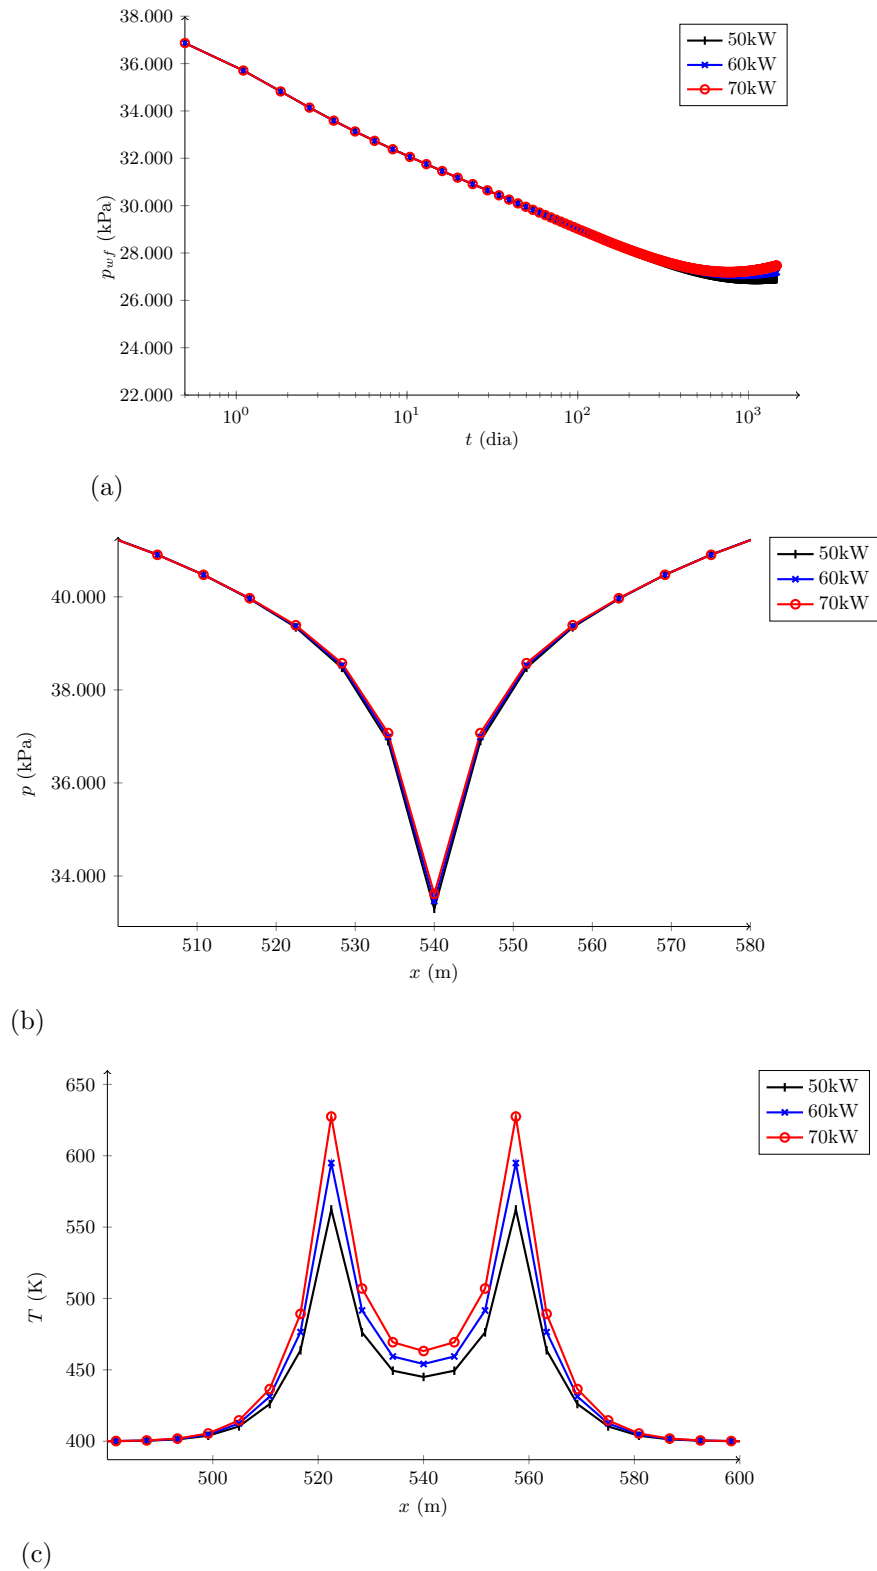 38.000
36.000
34.000
32.000
30.000
28.000
26.000
24.000
22.000
p_{wf} (kPa)
10^0 10^1 10^2 10^3
t (dia)
50kW
60kW
70kW
(a)
40.000
38.000
36.000
34.000
p (kPa)
510 520 530 540 550 560 570 580
x (m)
50kW
60kW
70kW
(b)
650
600
550
500
450
400
T (K)
500 520 540 560 580 600
x (m)
50kW
60kW
70kW
(c)